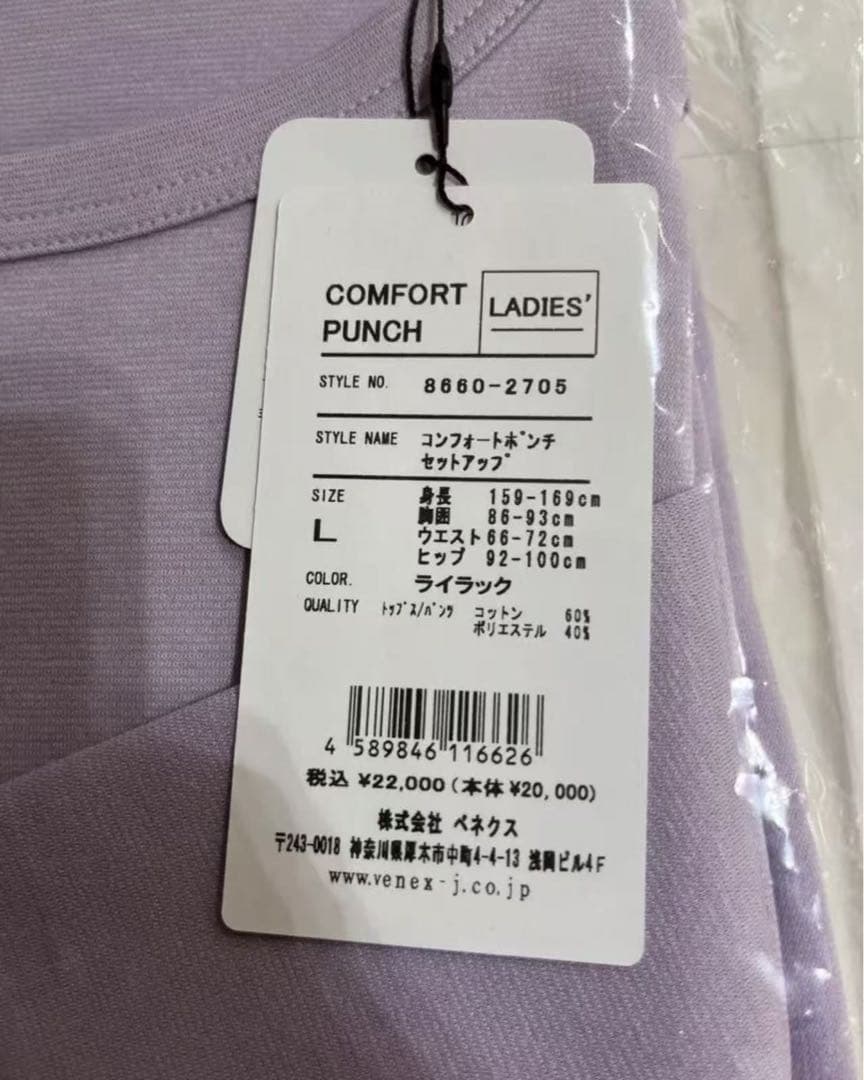 COMFORT PUNCH
LADIES'
STYLE NO. 8660-2705
STYLE NAME コンフォートポンチ
セットアップ
SIZE
L
身長 159-169cm
胸囲 86-93cm
ウエスト 66-72cm
ヒップ 92-100cm
COLOR. ライラック
QUALITY トップス/パンツ コットン 60%
ポリエステル 40%
4 589846 116626
税込 ¥22,000(本体 ¥20,000)
株式会社 ベネクス
〒243-0018 神奈川県厚木市中町4-4-13 浅岡ビル4F
www.venex-j.co.jp